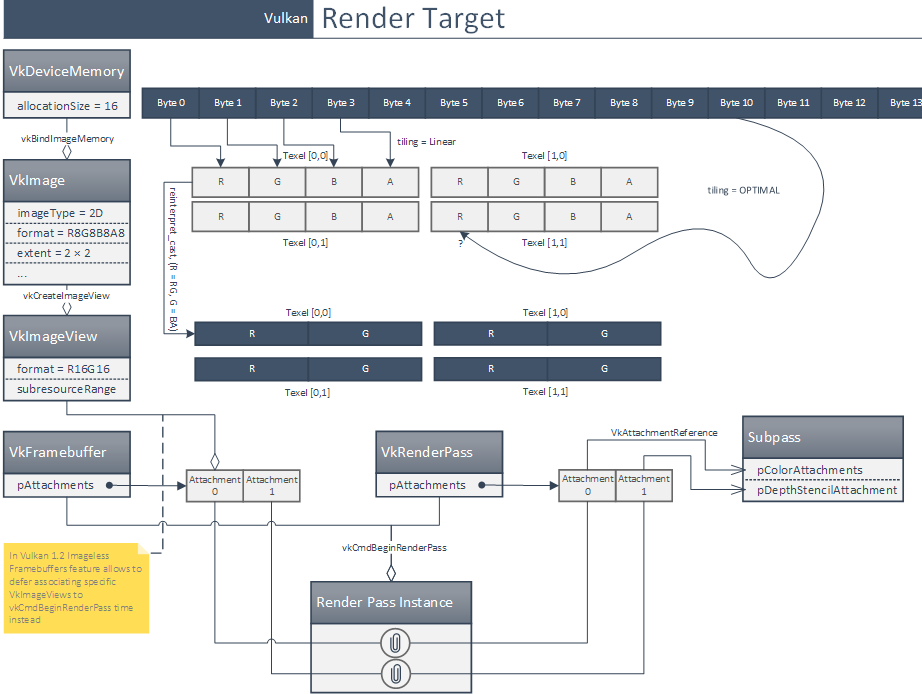 Vulkan Render Target
VkDeviceMemory
allocationSize = 16
Byte 0 Byte 1 Byte 2 Byte 3 Byte 4 Byte 5 Byte 6 Byte 7 Byte 8 Byte 9 Byte 10 Byte 11 Byte 12 Byte 13
vkBindImageMemory
tiling = Linear
Texel [0,0] Texel [1,0]
VkImage
imageType = 2D
format = R8G8B8A8
extent = 2 × 2
...
R G B A R G B A
tiling = OPTIMAL
R G B A R G B A
Texel [0,1] ? Texel [1,1]
reinterpret_cast, (R = RG, G = BA)
vkCreateImageView
Texel [0,0] Texel [1,0]
VkImageView
format = R16G16
subresourceRange
R G R G
R G R G
Texel [0,1] Texel [1,1]
VkFramebuffer
pAttachments
Attachment
0
Attachment
1
VkRenderPass
pAttachments
Attachment
0
Attachment
1
VkAttachmentReference
Subpass
pColorAttachments
pDepthStencilAttachment
vkCmdBeginRenderPass
In Vulkan 1.2 Imageless
Framebuffers feature allows to
defer associating specific
VkImageViews to
vkCmdBeginRenderPass time
instead
Render Pass Instance